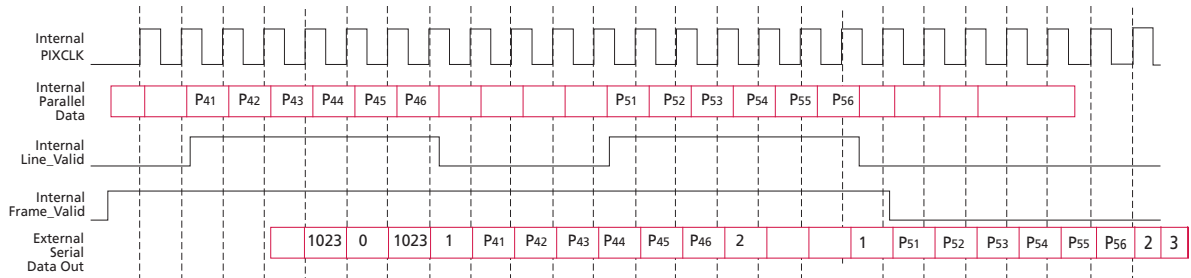 Internal
PIXCLK
Internal
Parallel
Data
P41 P42 P43 P44 P45 P46 P51 P52 P53 P54 P55 P56
Internal
Line_Valid
Internal
Frame_Valid
External
Serial
Data Out
1023 0 1023 1 P41 P42 P43 P44 P45 P46 2 1 P51 P52 P53 P54 P55 P56 2 3